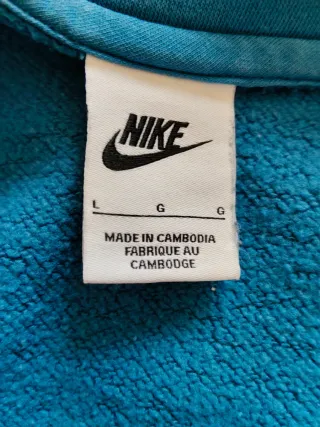 NIKE
L G G
MADE IN CAMBODIA
FABRIQUE AU
CAMBODGE